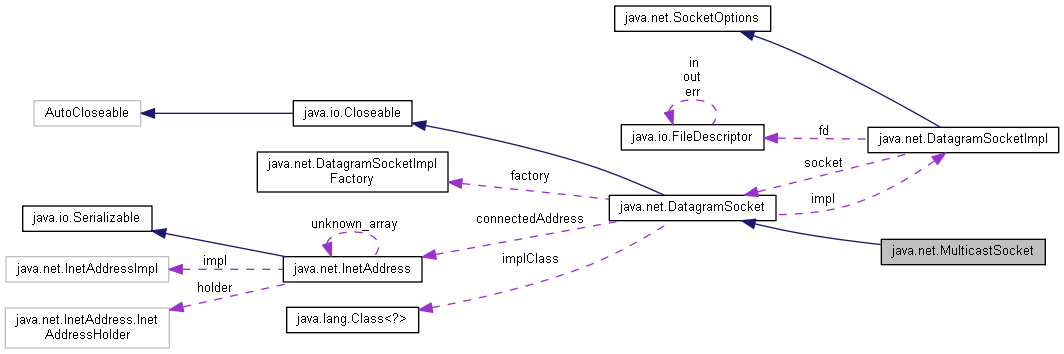 java.net.SocketOptions
in
out
err
AutoCloseable
java.io.Closeable
java.io.FileDescriptor
fd
java.net.DatagramSocketImpl
java.net.DatagramSocketImpl
Factory
factory
socket
impl
java.net.DatagramSocket
java.io.Serializable
unknown_array
connectedAddress
java.net.MulticastSocket
java.net.InetAddressImpl
impl
java.net.InetAddress
implClass
holder
java.net.InetAddress.Inet
AddressHolder
java.lang.Class<?>